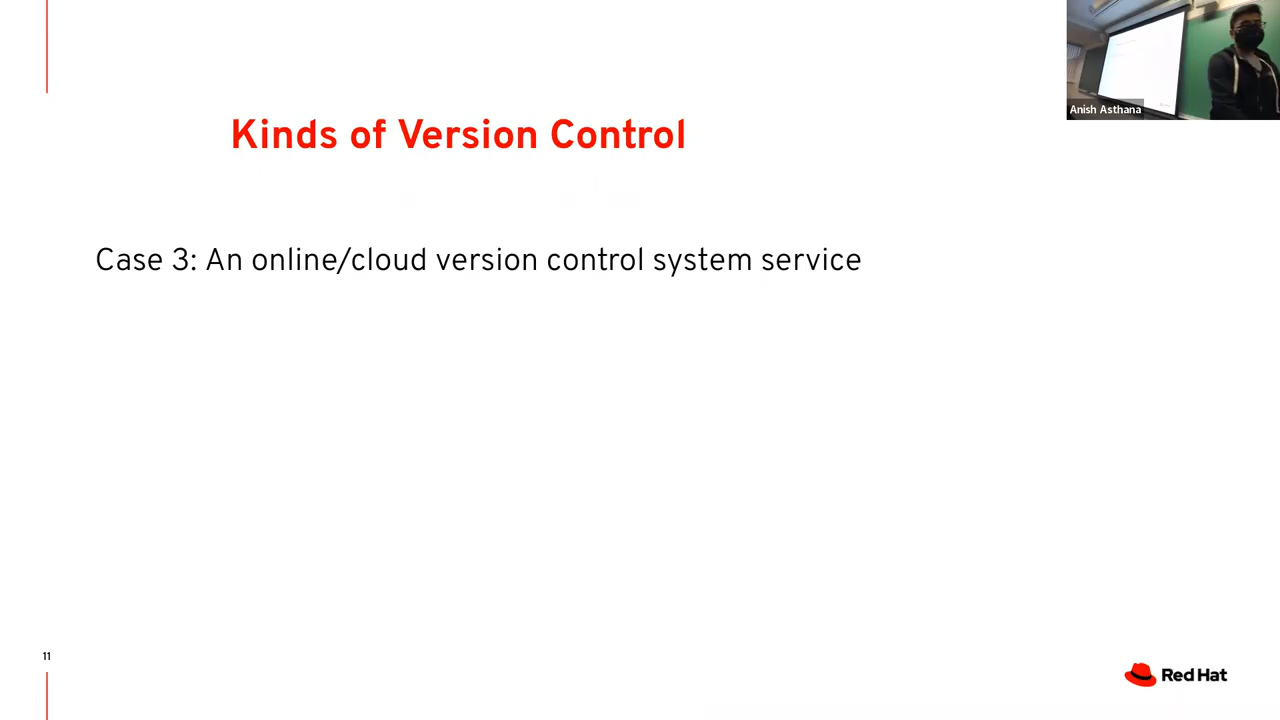 Anish Asthana
Kinds of Version Control
Case 3: An online/cloud version control system service
11
Red Hat